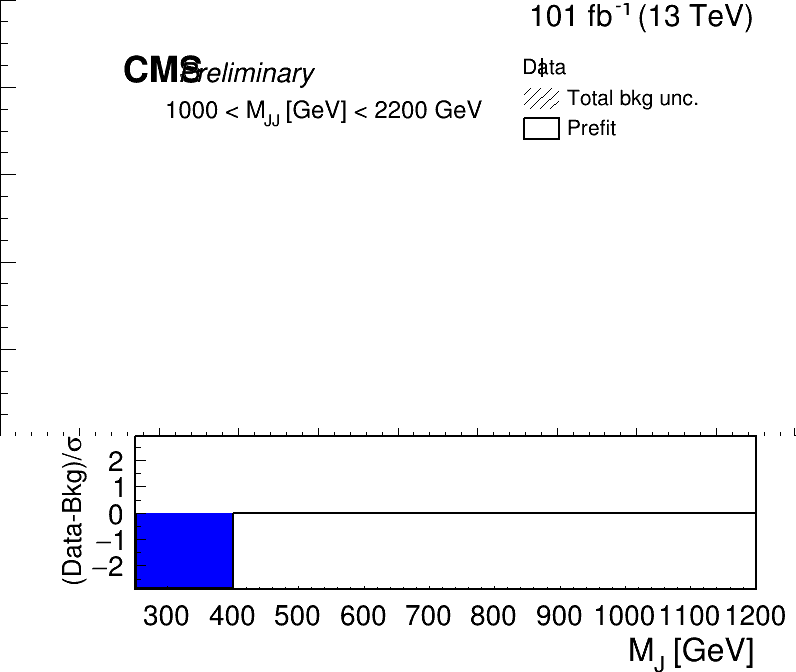 101 fb-1 (13 TeV)
CMS Preliminary
Data
1000 < MJJ [GeV] < 2200 GeV
Total bkg unc.
Prefit
(Data-Bkg)/σ
2
1
0
−1
−2
300 400 500 600 700 800 900 1000 1100 1200
MJ [GeV]